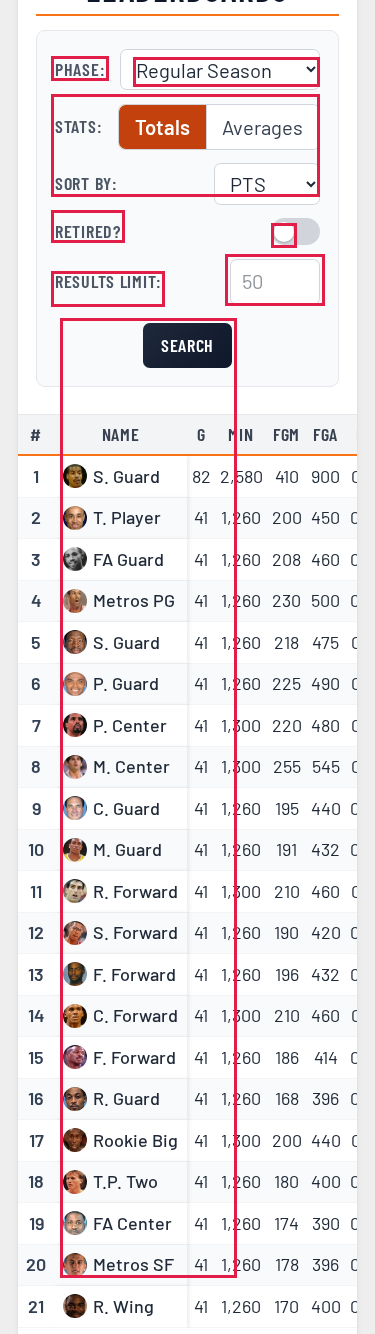 PHASE: Regular Season
STATS: Totals Averages
SORT BY: PTS
RETIRED?
RESULTS LIMIT: 50
SEARCH
# NAME G MIN FGM FGA
1 S. Guard 82 2,580 410 900
2 T. Player 41 1,260 200 450
3 FA Guard 41 1,260 208 460
4 Metros PG 41 1,260 230 500
5 S. Guard 41 1,260 218 475
6 P. Guard 41 1,260 225 490
7 P. Center 41 1,300 220 480
8 M. Center 41 1,300 255 545
9 C. Guard 41 1,260 195 440
10 M. Guard 41 1,260 191 432
11 R. Forward 41 1,300 210 460
12 S. Forward 41 1,260 190 420
13 F. Forward 41 1,260 196 432
14 C. Forward 41 1,300 210 460
15 F. Forward 41 1,260 186 414
16 R. Guard 41 1,260 168 396
17 Rookie Big 41 1,300 200 440
18 T.P. Two 41 1,260 180 400
19 FA Center 41 1,260 174 390
20 Metros SF 41 1,260 178 396
21 R. Wing 41 1,260 170 400